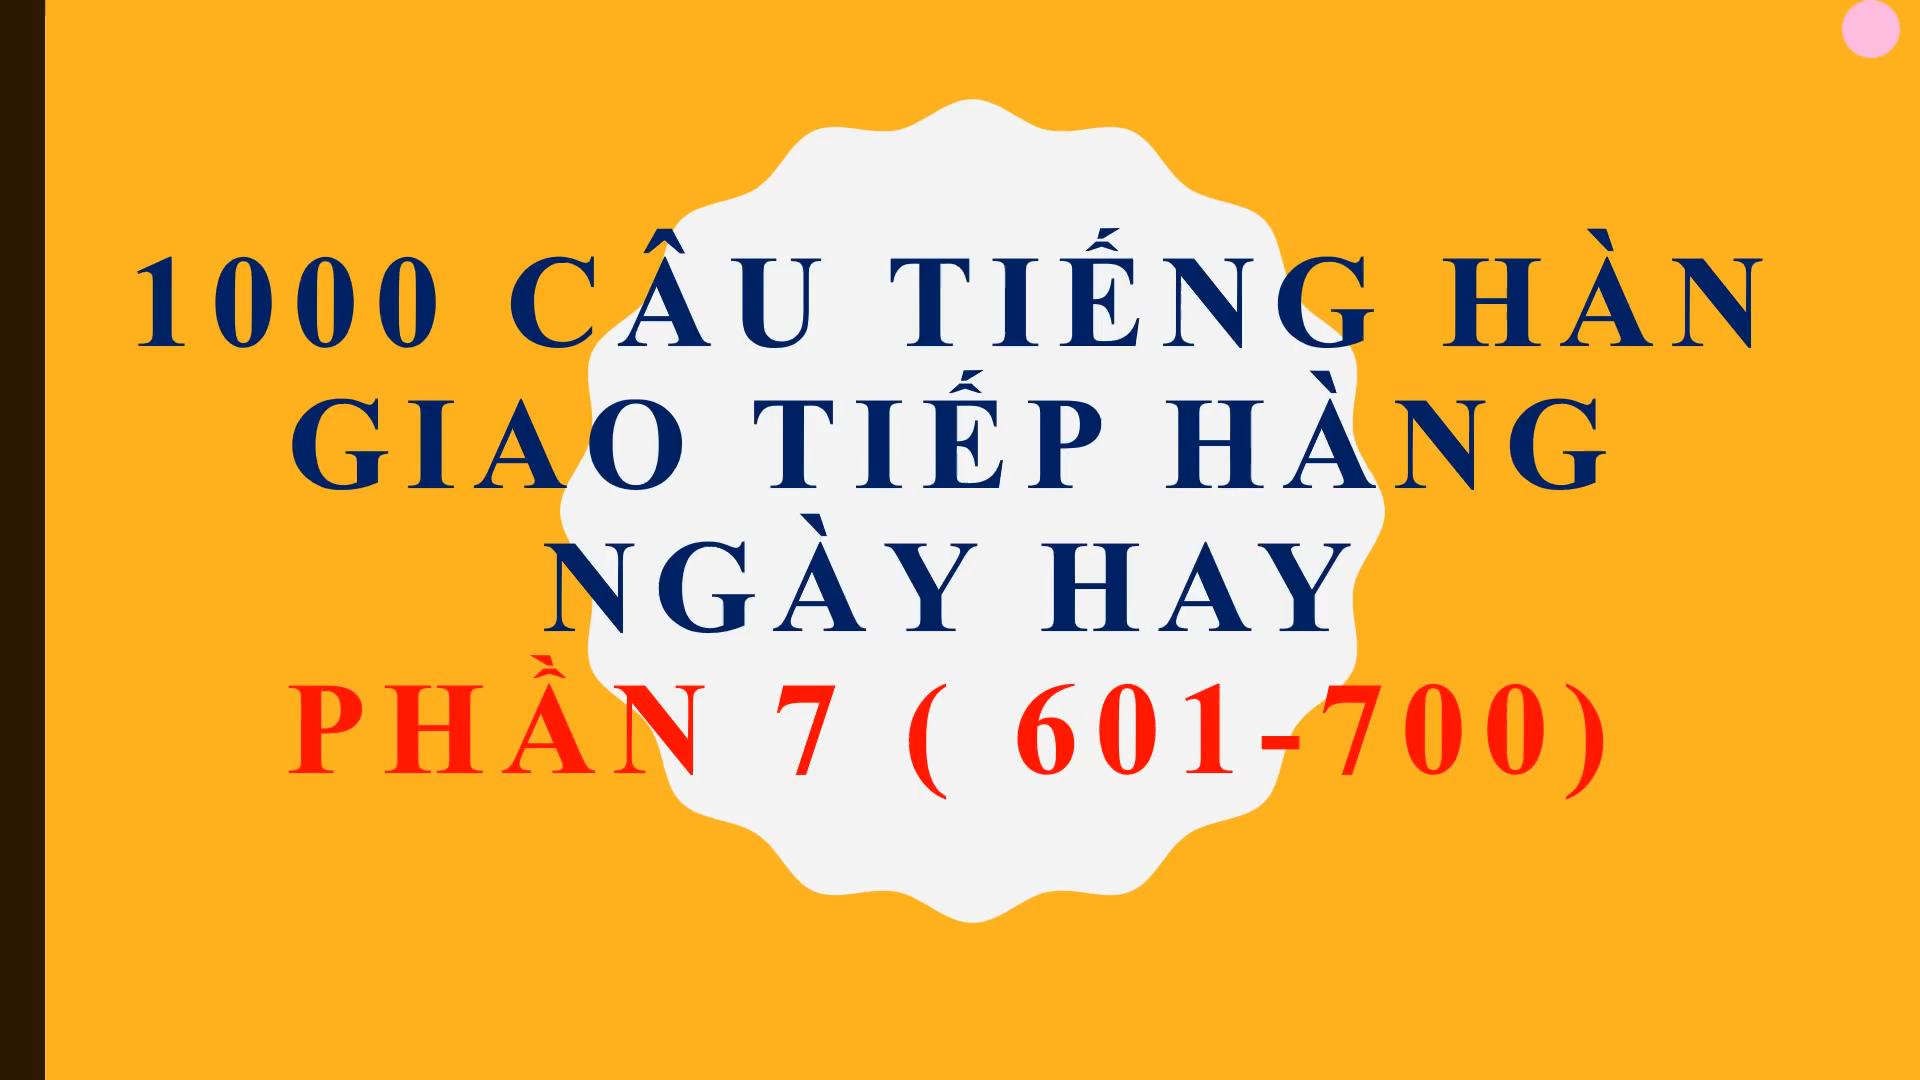 1000 CÂU TIẾNG HÀN
GIAO TIẾP HÀNG
NGÀY HAY
PHẦN 7 ( 601-700)